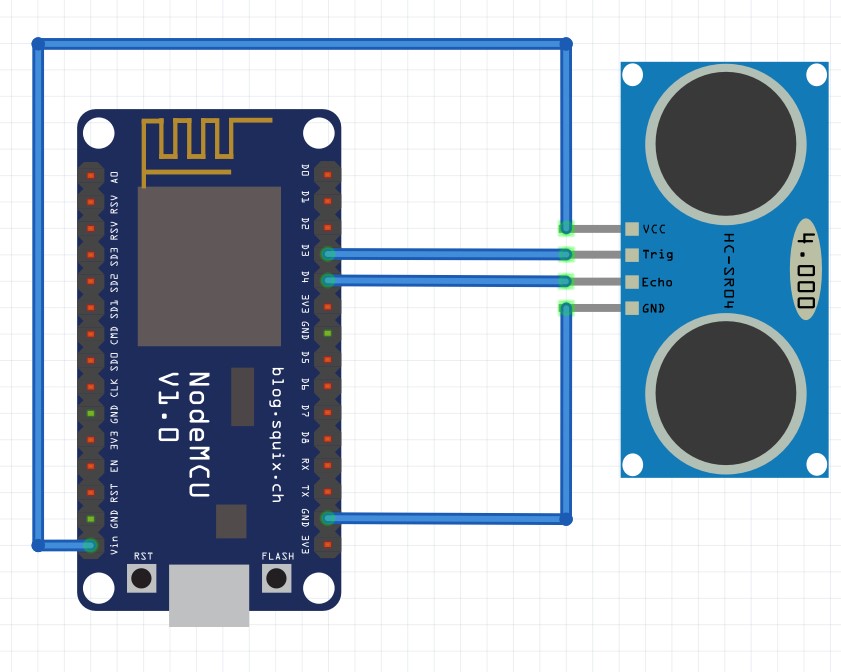 A0
RSV
RSV
SD3
SD2
SD1
CMD
SD0
CLK
GND
3V3
EN
RST
GND
Vin
D0
D1
D2
D3
D4
3V3
GND
D5
D6
D7
D8
RX
TX
GND
3V3
NodeMCU
V1.0
blog.squix.ch
RST
FLASH
VCC
Trig
Echo
GND
HC-SR04
4.000